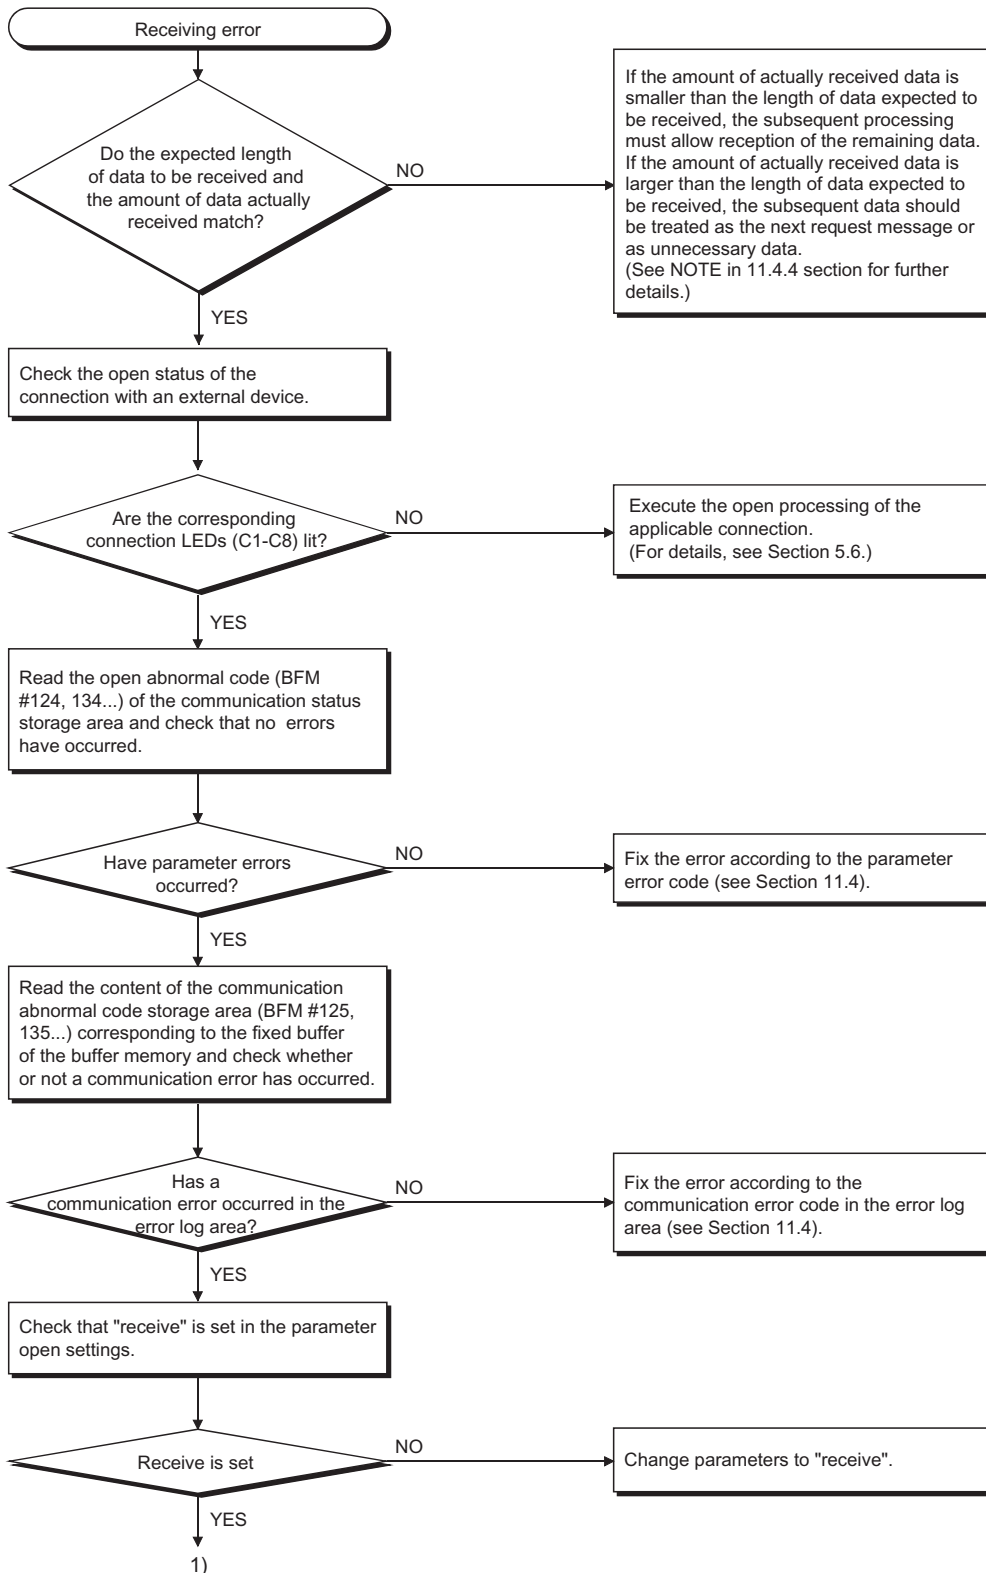 Receiving error
Do the expected length
of data to be received and
the amount of data actually
received match?
NO
If the amount of actually received data is
smaller than the length of data expected to
be received, the subsequent processing
must allow reception of the remaining data.
If the amount of actually received data is
larger than the length of data expected to
be received, the subsequent data should
be treated as the next request message or
as unnecessary data.
(See NOTE in 11.4.4 section for further
details.)
YES
Check the open status of the
connection with an external device.
Are the corresponding
connection LEDs (C1-C8) lit?
NO
Execute the open processing of the
applicable connection.
(For details, see Section 5.6.)
YES
Read the open abnormal code (BFM
#124, 134...) of the communication status
storage area and check that no errors
have occurred.
Have parameter errors
occurred?
NO
Fix the error according to the parameter
error code (see Section 11.4).
YES
Read the content of the communication
abnormal code storage area (BFM #125,
135...) corresponding to the fixed buffer
of the buffer memory and check whether
or not a communication error has occurred.
Has a
communication error occurred in the
error log area?
NO
Fix the error according to the
communication error code in the error log
area (see Section 11.4).
YES
Check that "receive" is set in the parameter
open settings.
Receive is set
NO
Change parameters to "receive".
YES
1)